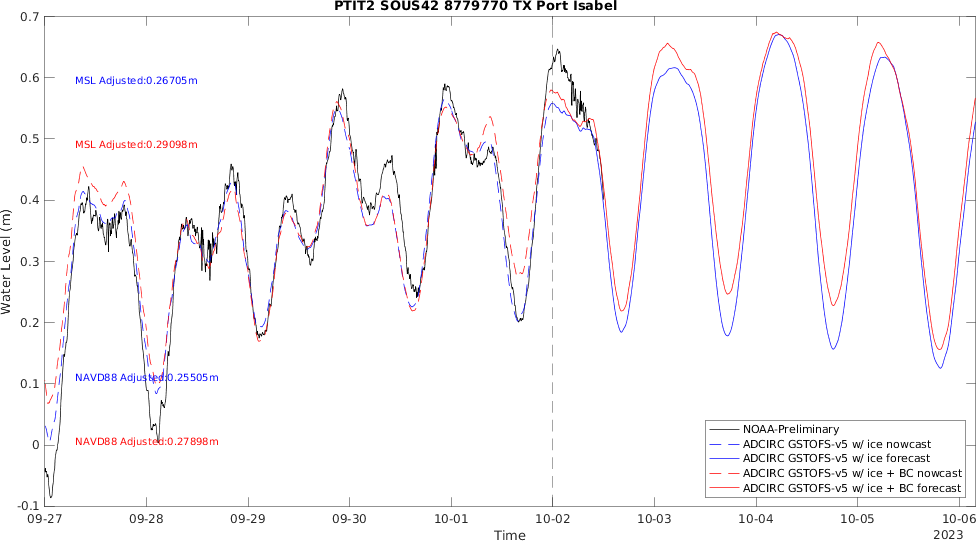 PTIT2 SOUS42 8779770 TX Port Isabel
Water Level (m)
0.7
0.6
0.5
0.4
0.3
0.2
0.1
0
-0.1
MSL Adjusted:0.26705m
MSL Adjusted:0.29098m
NAVD88 Adjusted:0.25505m
NAVD88 Adjusted:0.27898m
NOAA-Preliminary
ADCIRC GSTOFS-v5 w/ ice nowcast
ADCIRC GSTOFS-v5 w/ ice forecast
ADCIRC GSTOFS-v5 w/ ice + BC nowcast
ADCIRC GSTOFS-v5 w/ ice + BC forecast
09-27 09-28 09-29 09-30 10-01 10-02 10-03 10-04 10-05 10-06
Time
2023